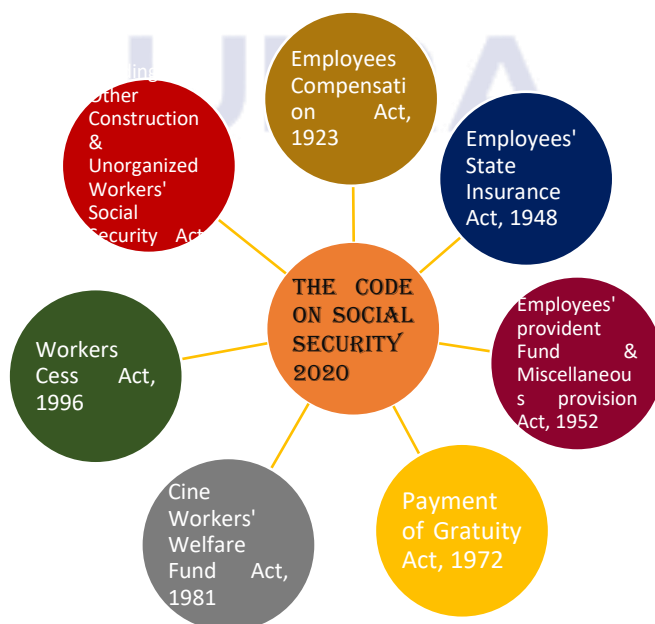 Employees
Compensati
on Act,
1923
Employees'
State
Insurance
Act, 1948
Employees'
provident
Fund &
Miscellaneou
s provision
Act, 1952
Payment
of Gratuity
Act, 1972
Cine
Workers'
Welfare
Fund Act,
1981
Workers
Cess Act,
1996
Other
Construction
&
Unorganized
Workers'
Social
Security Act
THE CODE
ON SOCIAL
SECURITY
2020